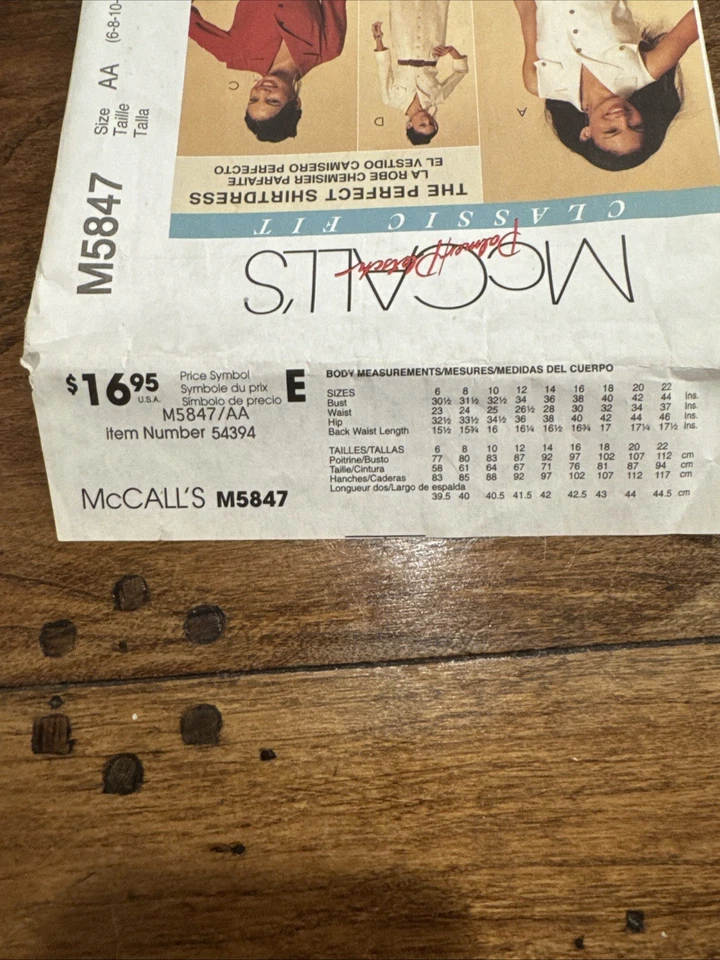 M5847
Size AA (6-8-10-
Taille
Talla
C
D
A
THE PERFECT SHIRTDRESS
LA ROBE CHEMISIER PARFAITE
EL VESTIDO CAMISERO PERFECTO
CLASSIC FIT
McCALL'S
Palmer/Pletsch
$16.95
U.S.A.
Price Symbol
Symbole du prix
Símbolo de precio
E
M5847/AA
Item Number 54394
McCALL'S M5847
BODY MEASUREMENTS/MESURES/MEDIDAS DEL CUERPO
SIZES 6 8 10 12 14 16 18 20 22
Bust 30½ 31½ 32½ 34 36 38 40 42 44 ins.
Waist 23 24 25 26½ 28 30 32 34 37 ins.
Hip 32½ 33½ 34½ 36 38 40 42 44 46 ins.
Back Waist Length 15½ 15¾ 16 16¼ 16½ 16¾ 17 17¼ 17½ ins.
TAILLES/TALLAS 6 8 10 12 14 16 18 20 22
Poitrine/Busto 77 80 83 87 92 97 102 107 112 cm
Taille/Cintura 58 61 64 67 71 76 81 87 94 cm
Hanches/Caderas 83 85 88 92 97 102 107 112 117 cm
Longueur dos/Largo de espalda
39.5 40 40.5 41.5 42 42.5 43 44 44.5 cm